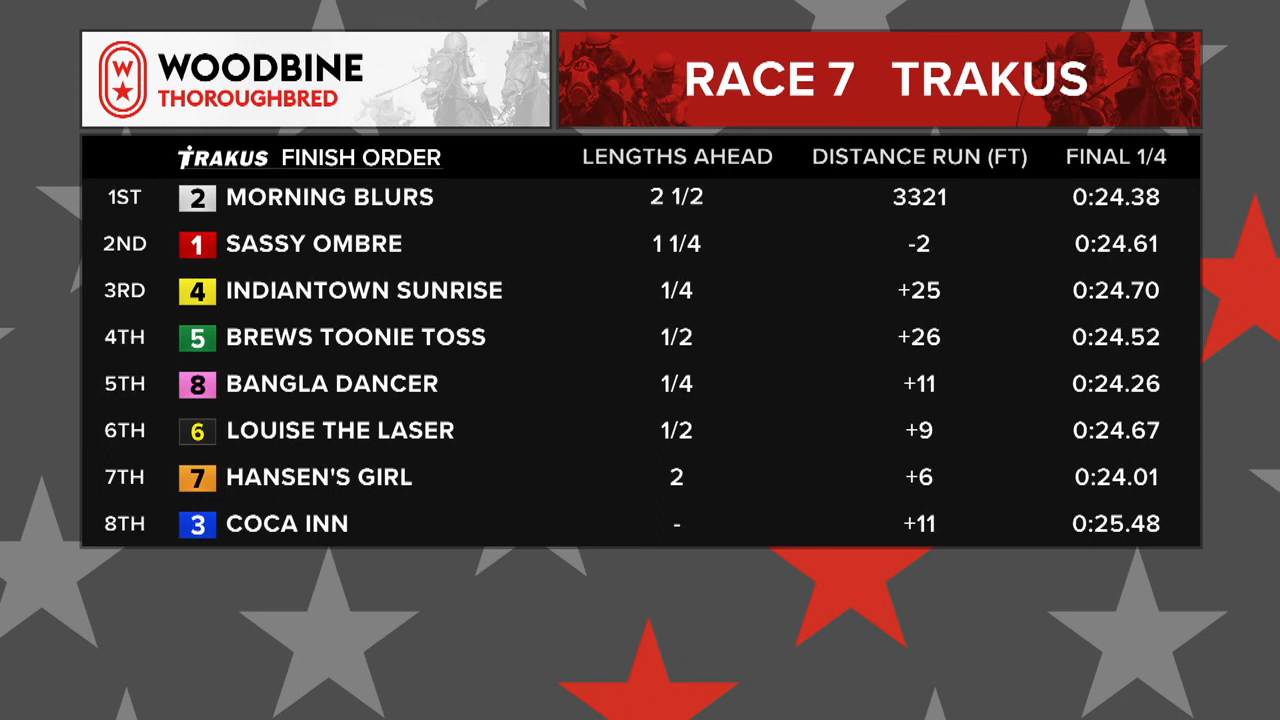 W
WOODBINE
THOROUGHBRED
RACE 7 TRAKUS
TRAKUS FINISH ORDER LENGTHS AHEAD DISTANCE RUN (FT) FINAL 1/4
1ST 2 MORNING BLURS 2 1/2 3321 0:24.38
2ND 1 SASSY OMBRE 1 1/4 -2 0:24.61
3RD 4 INDIANTOWN SUNRISE 1/4 +25 0:24.70
4TH 5 BREWS TOONIE TOSS 1/2 +26 0:24.52
5TH 8 BANGLA DANCER 1/4 +11 0:24.26
6TH 6 LOUISE THE LASER 1/2 +9 0:24.67
7TH 7 HANSEN'S GIRL 2 +6 0:24.01
8TH 3 COCA INN - +11 0:25.48